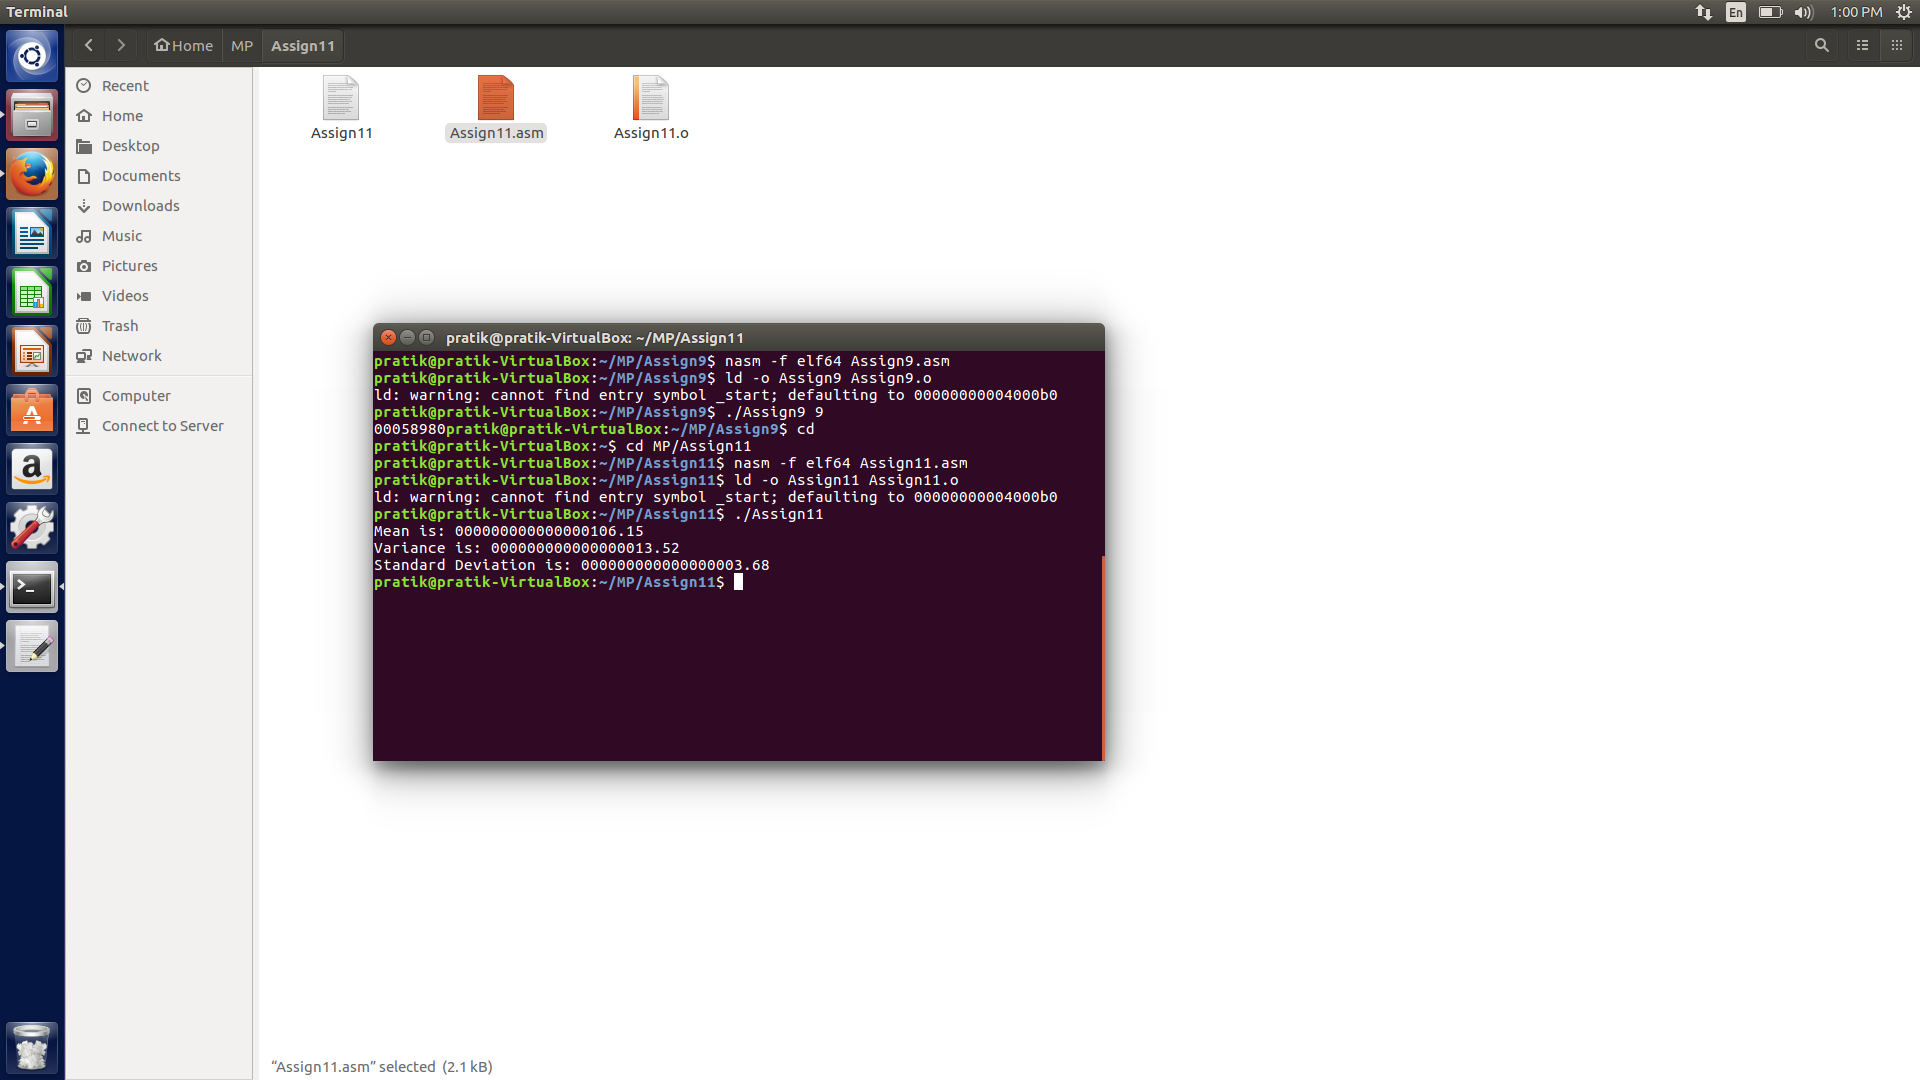 Terminal
En
1:00 PM
Home
MP
Assign11
Recent
Home
Desktop
Documents
Downloads
Music
Pictures
Videos
Trash
Network
Computer
Connect to Server
Assign11
Assign11.asm
Assign11.o
pratik@pratik-VirtualBox: ~/MP/Assign11
pratik@pratik-VirtualBox:~/MP/Assign9$ nasm -f elf64 Assign9.asm
pratik@pratik-VirtualBox:~/MP/Assign9$ ld -o Assign9 Assign9.o
ld: warning: cannot find entry symbol _start; defaulting to 00000000004000b0
pratik@pratik-VirtualBox:~/MP/Assign9$ ./Assign9 9
00058980pratik@pratik-VirtualBox:~/MP/Assign9$ cd
pratik@pratik-VirtualBox:~$ cd MP/Assign11
pratik@pratik-VirtualBox:~/MP/Assign11$ nasm -f elf64 Assign11.asm
pratik@pratik-VirtualBox:~/MP/Assign11$ ld -o Assign11 Assign11.o
ld: warning: cannot find entry symbol _start; defaulting to 00000000004000b0
pratik@pratik-VirtualBox:~/MP/Assign11$ ./Assign11
Mean is: 000000000000000106.15
Variance is: 000000000000000013.52
Standard Deviation is: 000000000000000003.68
pratik@pratik-VirtualBox:~/MP/Assign11$
“Assign11.asm” selected (2.1 kB)